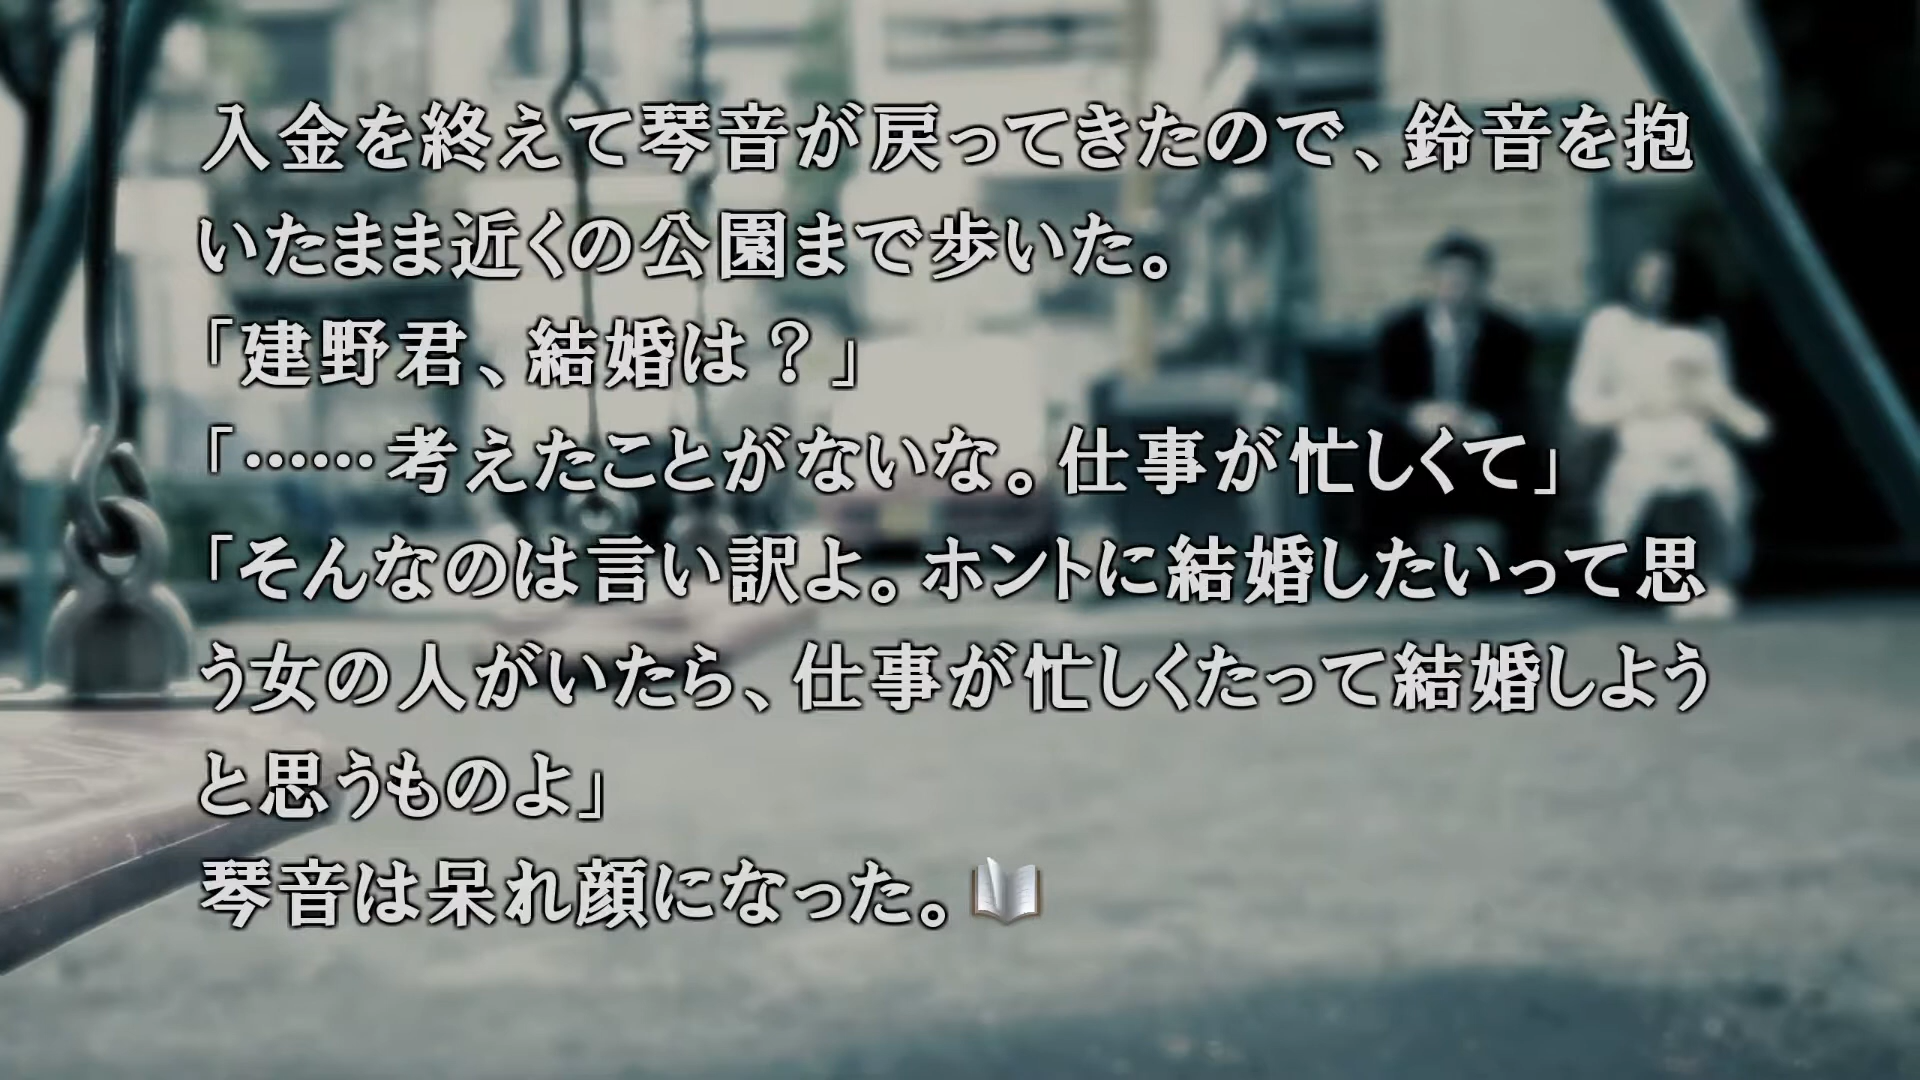 入金を終えて琴音が戻ってきたので、鈴音を抱
いたまま近くの公園まで歩いた。
「建野君、結婚は？」
「……考えたことがないな。仕事が忙しくて」
「そんなのは言い訳よ。ホントに結婚したいって思
う女の人がいたら、仕事が忙しくたって結婚しよう
と思うものよ」
琴音は呆れ顔になった。